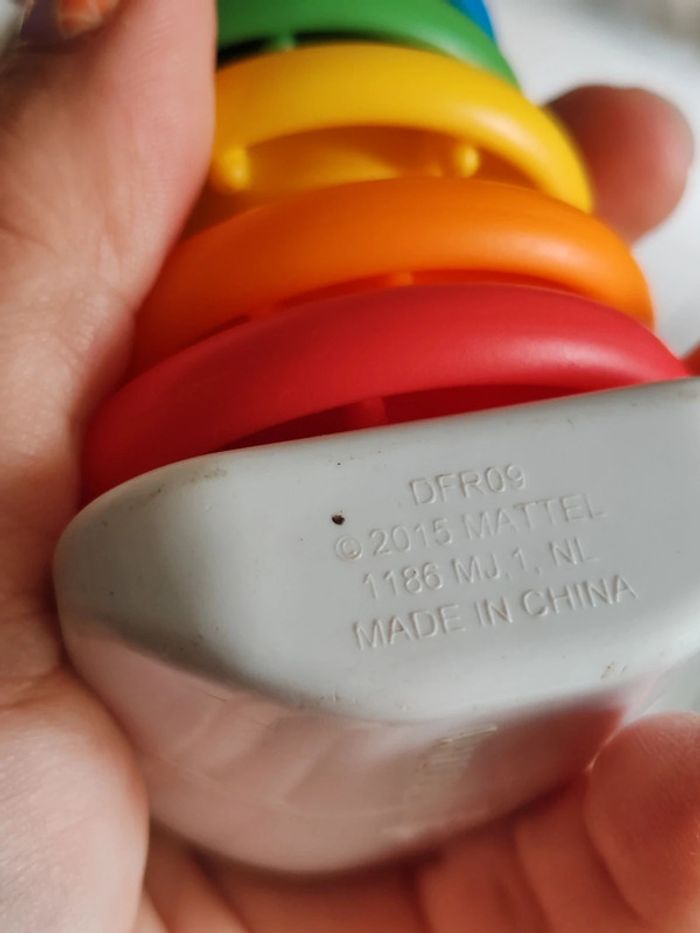 DFR09
© 2015 MATTEL
1186 MJ,1, NL
MADE IN CHINA